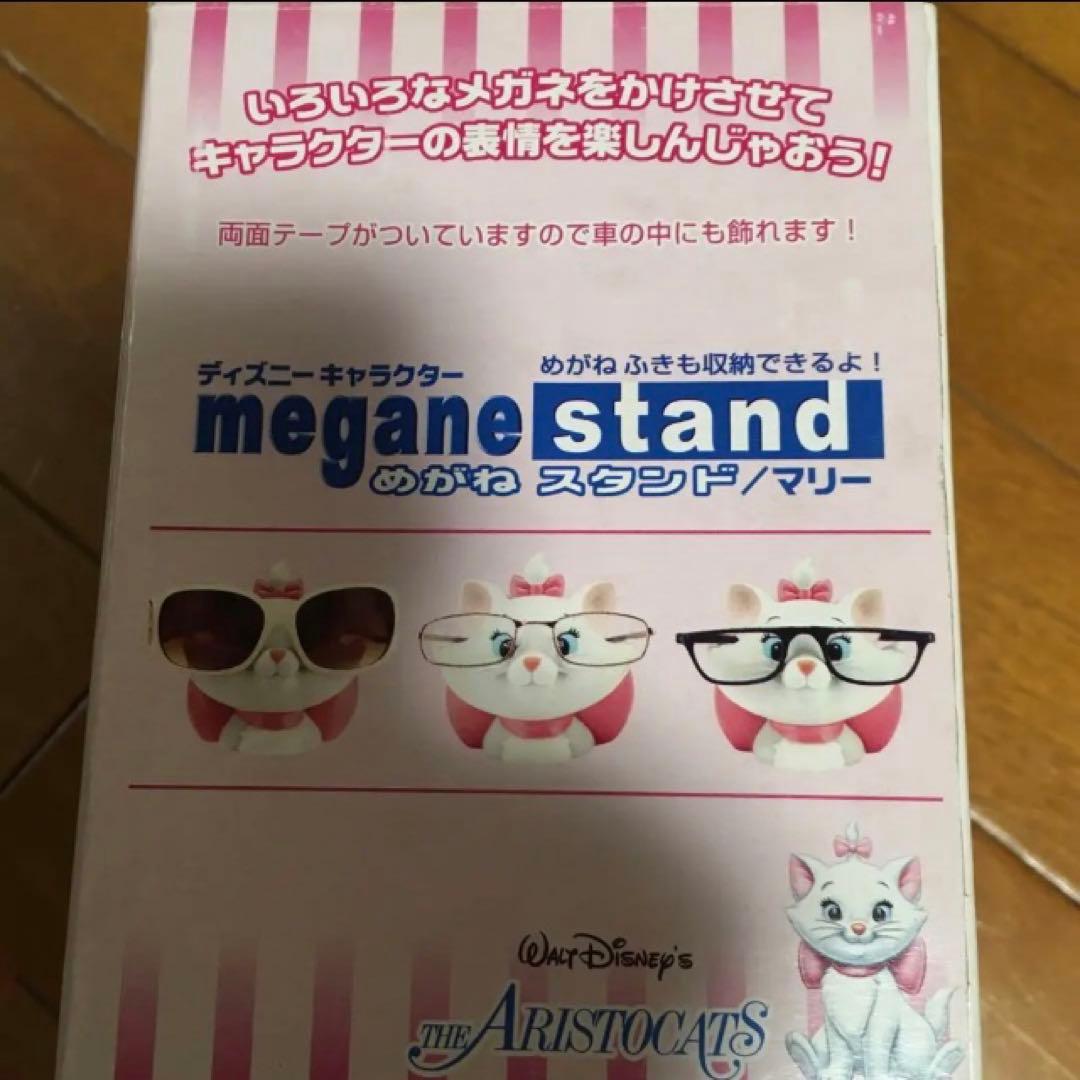 いろいろなメガネをかけさせて
キャラクターの表情を楽しんじゃおう!
両面テープがついていますので車の中にも飾れます!
ディズニーキャラクター
めがね ふきも収納できるよ!
megane stand
めがね スタンド/マリー
WALT DISNEY'S
THE ARISTOCATS